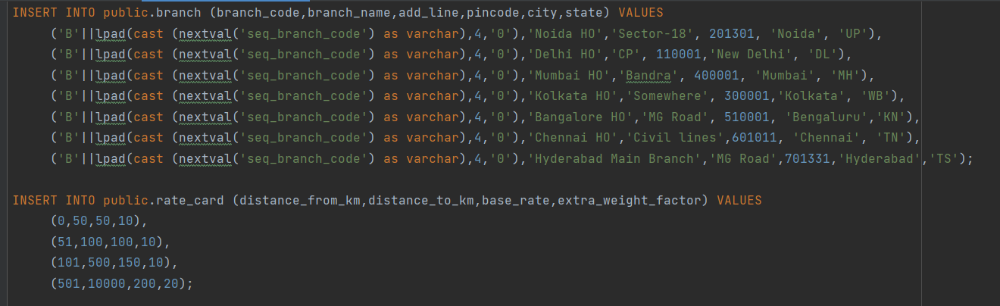 INSERT INTO public.branch (branch_code,branch_name,add_line,pincode,city,state) VALUES
('B'||lpad(cast (nextval('seq_branch_code') as varchar),4,'0'),'Noida HO','Sector-18', 201301, 'Noida', 'UP'),
('B'||lpad(cast (nextval('seq_branch_code') as varchar),4,'0'),'Delhi HO','CP', 110001,'New Delhi', 'DL'),
('B'||lpad(cast (nextval('seq_branch_code') as varchar),4,'0'),'Mumbai HO','Bandra', 400001, 'Mumbai', 'MH'),
('B'||lpad(cast (nextval('seq_branch_code') as varchar),4,'0'),'Kolkata HO','Somewhere', 300001,'Kolkata', 'WB'),
('B'||lpad(cast (nextval('seq_branch_code') as varchar),4,'0'),'Bangalore HO','MG Road', 510001, 'Bengaluru','KN'),
('B'||lpad(cast (nextval('seq_branch_code') as varchar),4,'0'),'Chennai HO','Civil lines',601011, 'Chennai', 'TN'),
('B'||lpad(cast (nextval('seq_branch_code') as varchar),4,'0'),'Hyderabad Main Branch','MG Road',701331,'Hyderabad','TS');
INSERT INTO public.rate_card (distance_from_km,distance_to_km,base_rate,extra_weight_factor) VALUES
(0,50,50,10),
(51,100,100,10),
(101,500,150,10),
(501,10000,200,20);